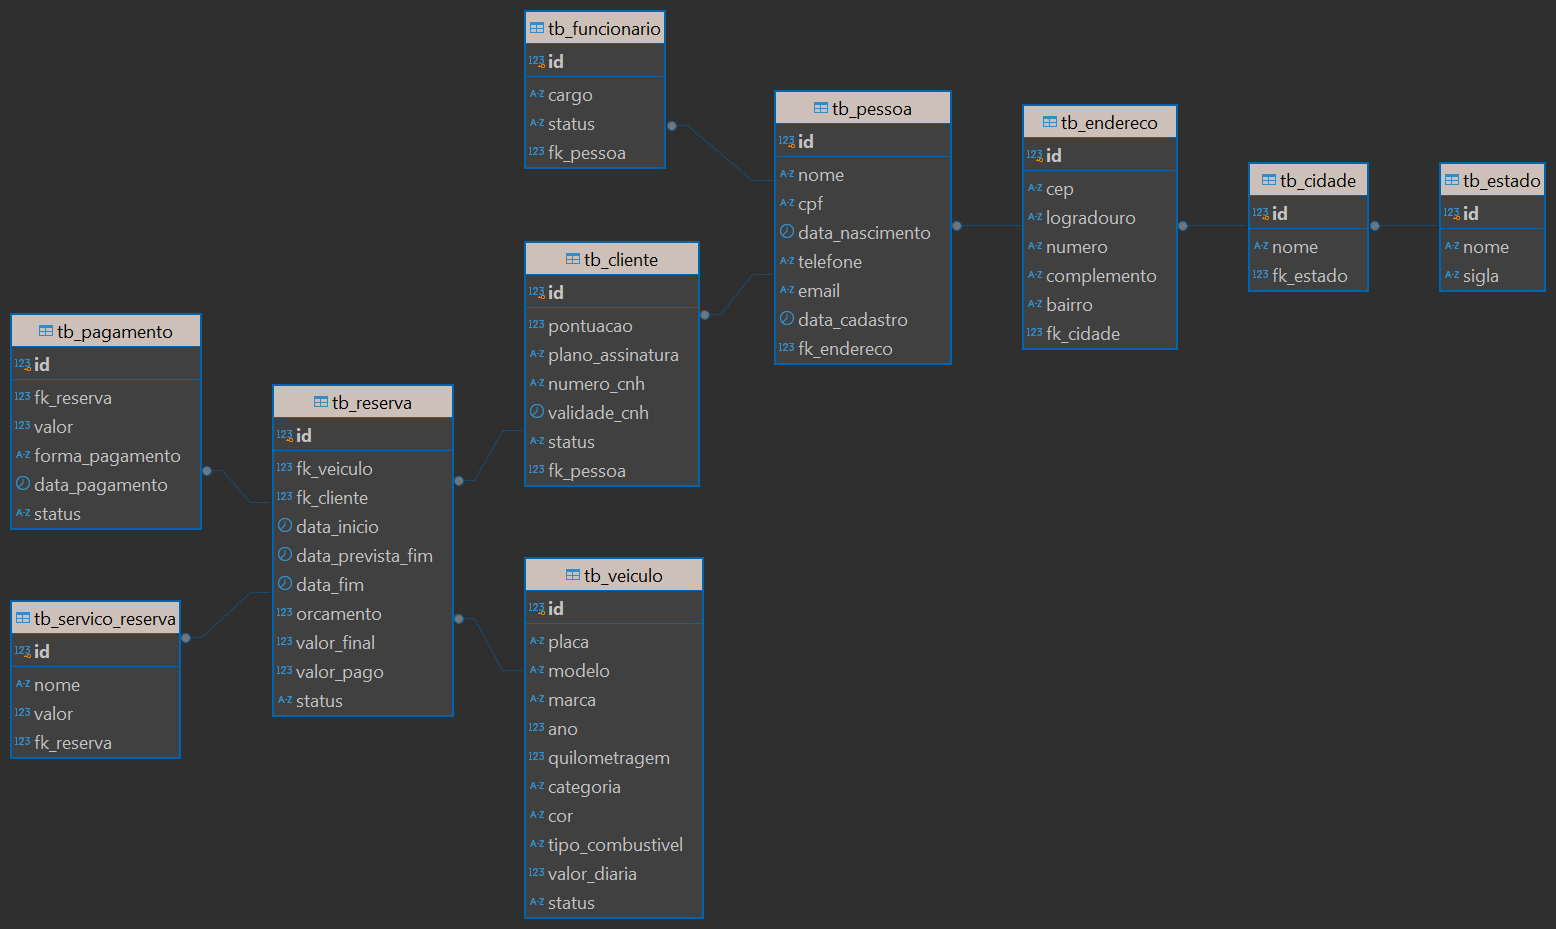 tb_funcionario
123 id
A-Z cargo
A-Z status
123 fk_pessoa
tb_pessoa
123 id
A-Z nome
A-Z cpf
data_nascimento
A-Z telefone
A-Z email
data_cadastro
123 fk_endereco
tb_endereco
123 id
A-Z cep
A-Z logradouro
A-Z numero
A-Z complemento
A-Z bairro
123 fk_cidade
tb_cidade
123 id
A-Z nome
123 fk_estado
tb_estado
123 id
A-Z nome
A-Z sigla
tb_cliente
123 id
123 pontuacao
A-Z plano_assinatura
A-Z numero_cnh
validade_cnh
A-Z status
123 fk_pessoa
tb_pagamento
123 id
123 fk_reserva
123 valor
A-Z forma_pagamento
data_pagamento
A-Z status
tb_reserva
123 id
123 fk_veiculo
123 fk_cliente
data_inicio
data_prevista_fim
data_fim
123 orcamento
123 valor_final
123 valor_pago
A-Z status
tb_servico_reserva
123 id
A-Z nome
123 valor
123 fk_reserva
tb_veiculo
123 id
A-Z placa
A-Z modelo
A-Z marca
123 ano
123 quilometragem
A-Z categoria
A-Z cor
A-Z tipo_combustivel
123 valor_diaria
A-Z status